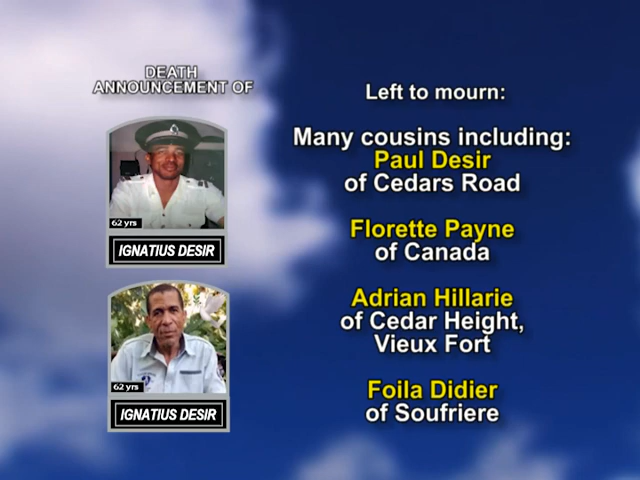 DEATH
ANNOUNCEMENT OF
62 yrs
IGNATIUS DESIR
62 yrs
IGNATIUS DESIR
Left to mourn:
Many cousins including:
Paul Desir
of Cedars Road
Florette Payne
of Canada
Adrian Hillarie
of Cedar Height,
Vieux Fort
Foila Didier
of Soufriere